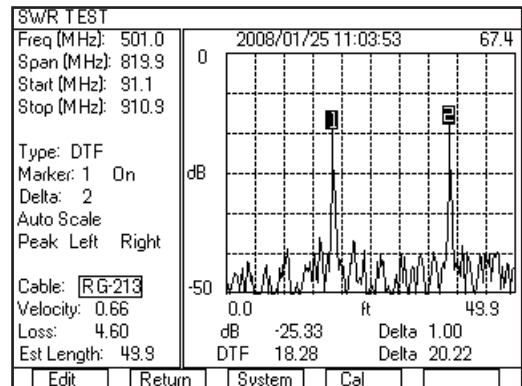 SWR TEST
Freq (MHz): 501.0
Span (MHz): 819.9
Start (MHz): 91.1
Stop (MHz): 910.9
Type: DTF
Marker: 1 On
Delta: 2
Auto Scale
Peak Left Right
Cable: RG-213
Velocity: 0.66
Loss: 4.60
Est Length: 49.9
2008/01/25 11:03:53 67.4
0
1 2
dB
-50
0.0 ft 49.9
dB -25.33 Delta 1.00
DTF 18.28 Delta 20.22
Edit Return System Cal